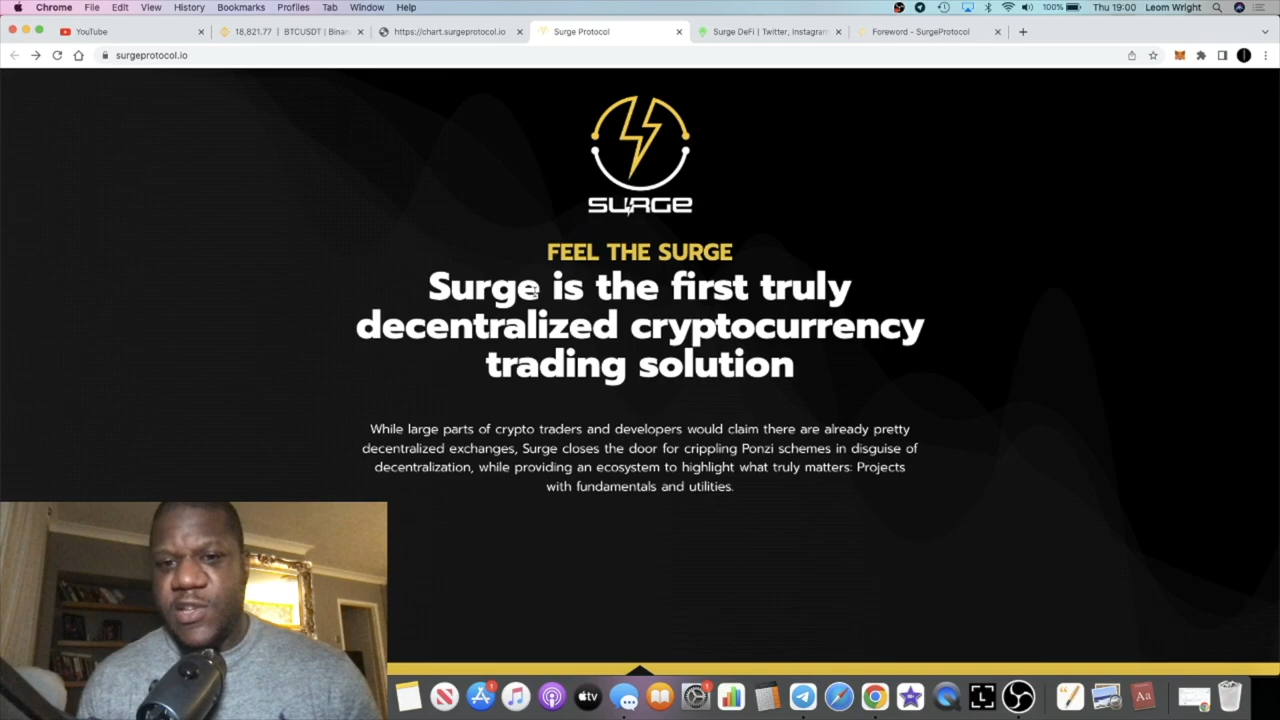 Chrome File Edit View History Bookmarks Profiles Tab Window Help 100% Thu 19:00 Leom Wright
YouTube 18,821.77 | BTCUSDT | Binan https://chart.surgeprotocol.io Surge Protocol Surge DeFi | Twitter, Instagram Foreword - SurgeProtocol
surgeprotocol.io
SURGE
FEEL THE SURGE
Surge is the first truly
decentralized cryptocurrency
trading solution
While large parts of crypto traders and developers would claim there are already pretty
decentralized exchanges, Surge closes the door for crippling Ponzi schemes in disguise of
decentralization, while providing an ecosystem to highlight what truly matters: Projects
with fundamentals and utilities.
tv
Aa